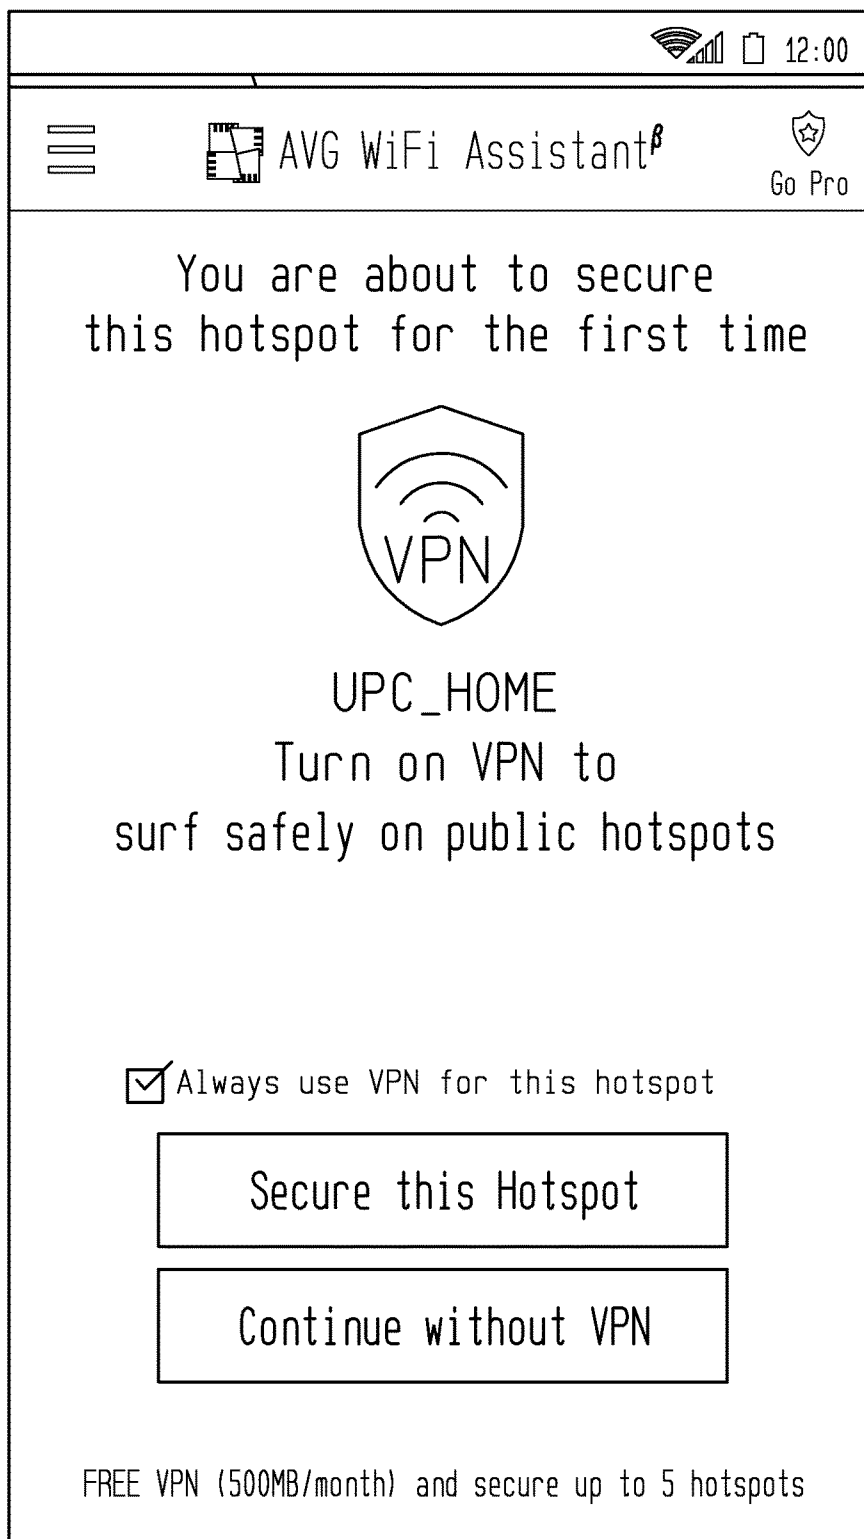 12:00
AVG WiFi Assistantβ
Go Pro
You are about to secure
this hotspot for the first time
VPN
UPC_HOME
Turn on VPN to
surf safely on public hotspots
Always use VPN for this hotspot
Secure this Hotspot
Continue without VPN
FREE VPN (500MB/month) and secure up to 5 hotspots